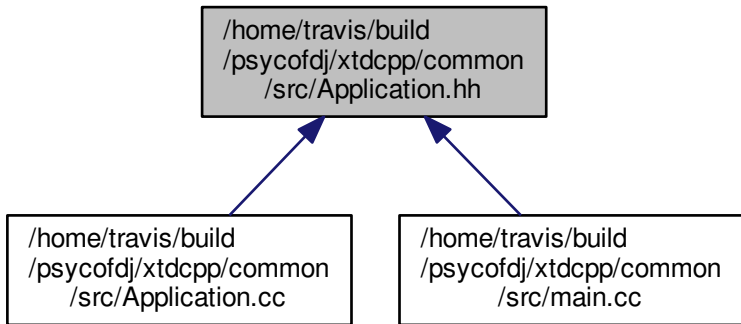 /home/travis/build
/psycofdj/xtdcpp/common
/src/Application.hh
/home/travis/build
/psycofdj/xtdcpp/common
/src/Application.cc
/home/travis/build
/psycofdj/xtdcpp/common
/src/main.cc